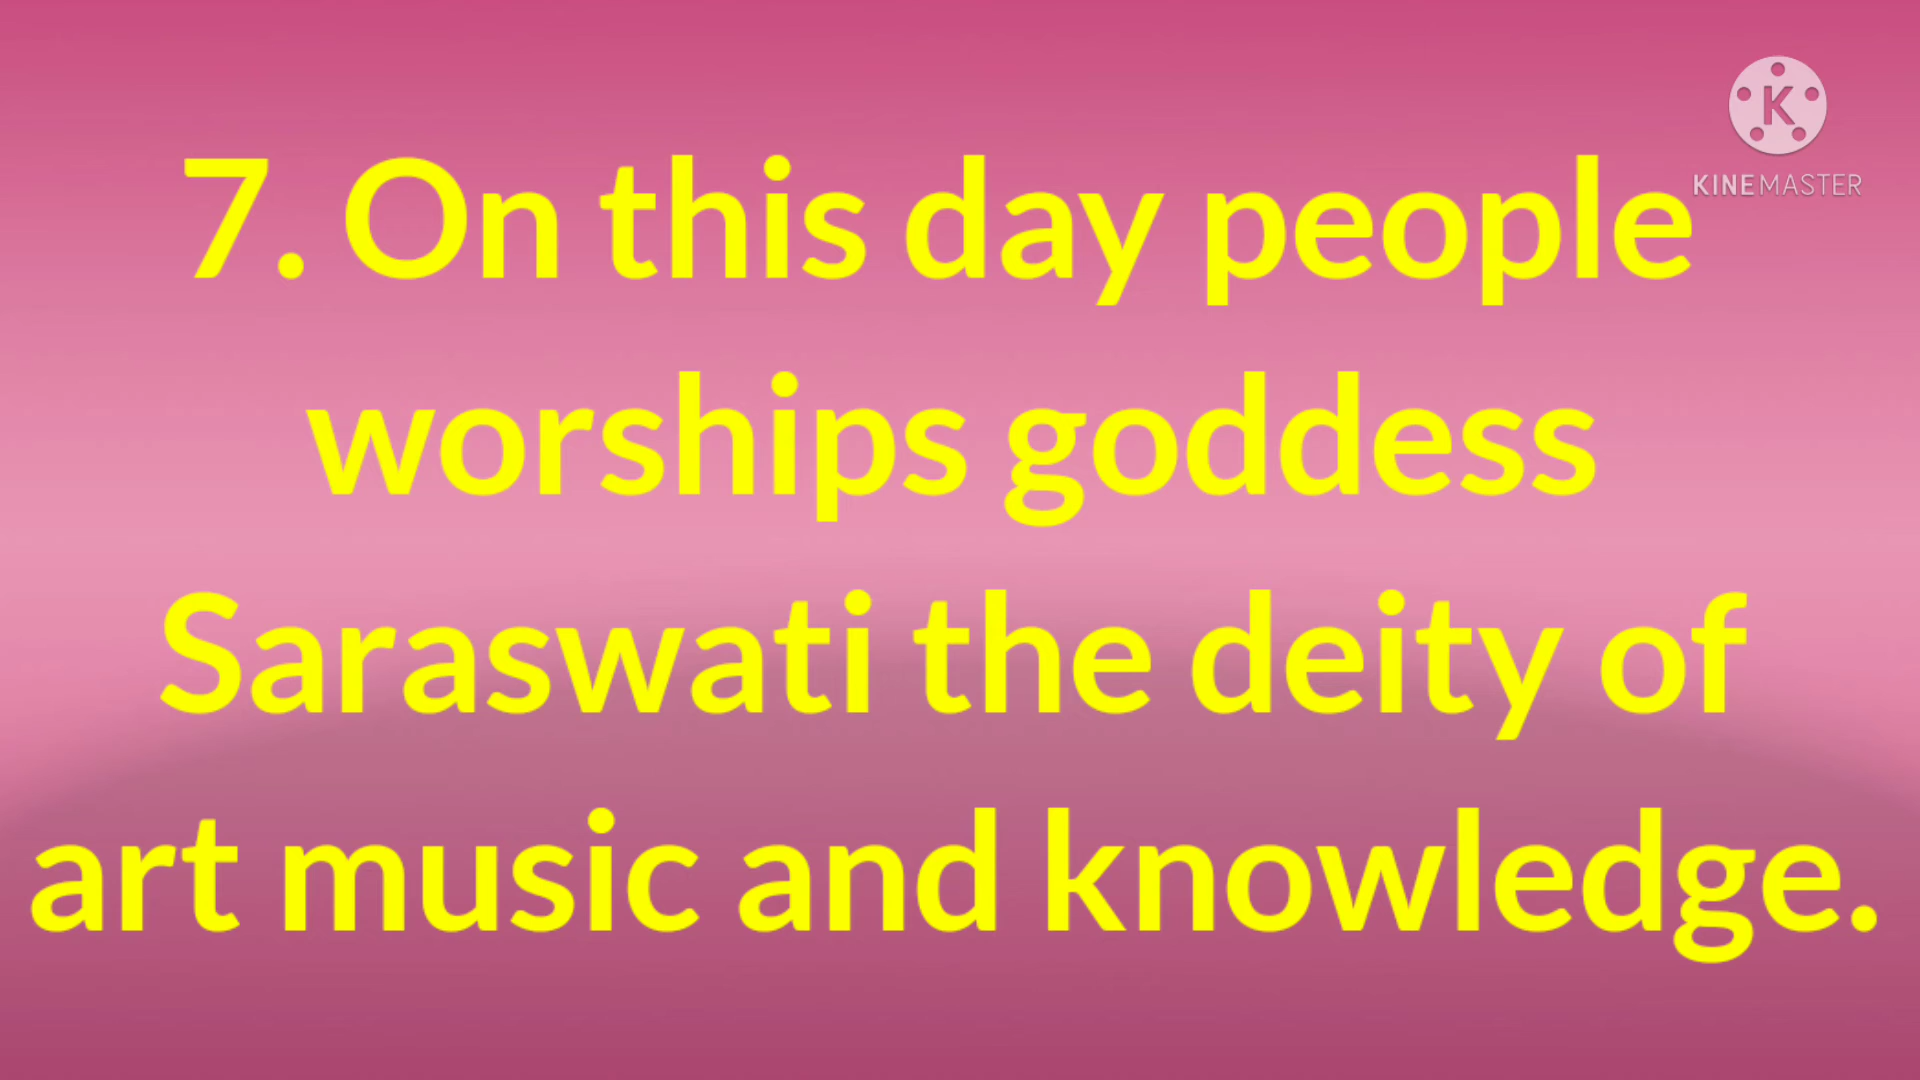 KINEMASTER
7. On this day people
worships goddess
Saraswati the deity of
art music and knowledge.